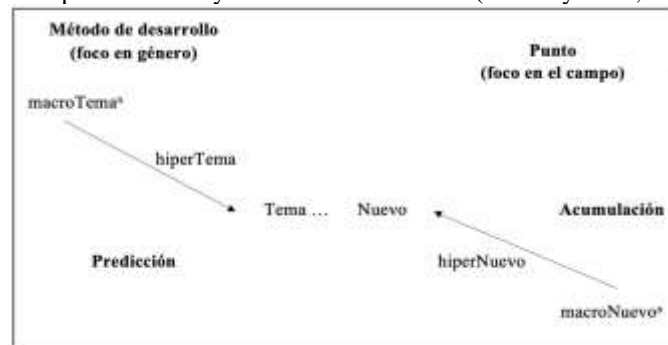 Método de desarrollo
(foco en género)
Punto
(foco en el campo)
macroTemaⁿ
hiperTema
Tema ... Nuevo
Acumulación
Predicción
hiperNuevo
macroNuevoⁿ